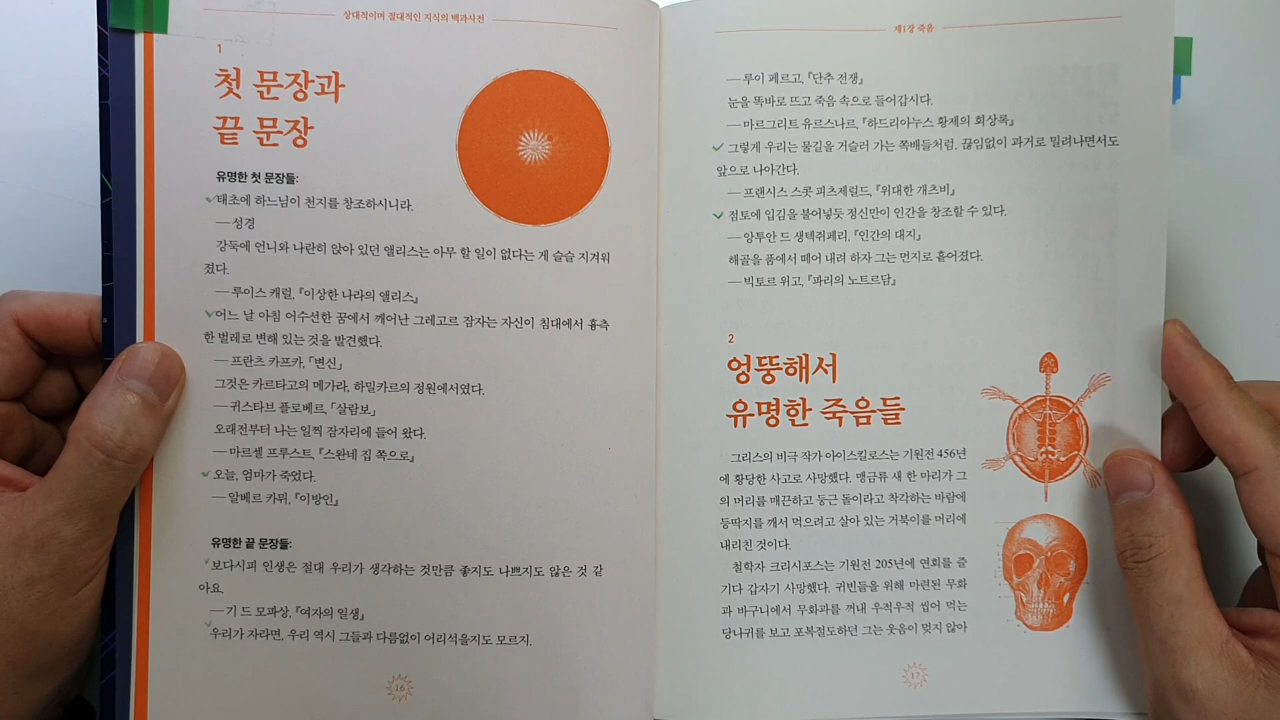 상대적이며 절대적인 지식의 백과사전
1
첫 문장과
끝 문장
유명한 첫 문장들:
태초에 하느님이 천지를 창조하시니라.
― 성경
강둑에 언니와 나란히 앉아 있던 앨리스는 아무 할 일이 없다는 게 슬슬 지겨워
졌다.
― 루이스 캐럴, 『이상한 나라의 앨리스』
어느 날 아침 어수선한 꿈에서 깨어난 그레고르 잠자는 자신이 침대에서 흉측
한 벌레로 변해 있는 것을 발견했다.
― 프란츠 카프카, 「변신」
그것은 카르타고의 메가라, 하밀카르의 정원에서였다.
― 귀스타브 플로베르, 「살람보」
오래전부터 나는 일찍 잠자리에 들어 왔다.
― 마르셀 프루스트, 『스완네 집 쪽으로』
오늘, 엄마가 죽었다.
― 알베르 카뮈, 『이방인』
유명한 끝 문장들:
보다시피 인생은 절대 우리가 생각하는 것만큼 좋지도 나쁘지도 않은 것 같
아요.
― 기 드 모파상, 『여자의 일생』
우리가 자라면, 우리 역시 그들과 다름없이 어리석을지도 모르지.
16
제1장 죽음
― 루이 페르고, 『단추 전쟁』
눈을 똑바로 뜨고 죽음 속으로 들어갑시다.
― 마르그리트 유르스나르, 『하드리아누스 황제의 회상록』
그렇게 우리는 물길을 거슬러 가는 쪽배들처럼, 끊임없이 과거로 밀려나면서도
앞으로 나아간다.
― 프랜시스 스콧 피츠제럴드, 『위대한 개츠비』
점토에 입김을 불어넣듯 정신만이 인간을 창조할 수 있다.
― 앙투안 드 생텍쥐페리, 『인간의 대지』
해골을 품에서 떼어 내려 하자 그는 먼지로 흩어졌다.
― 빅토르 위고, 『파리의 노트르담』
2
엉뚱해서
유명한 죽음들
그리스의 비극 작가 아이스킬로스는 기원전 456년
에 황당한 사고로 사망했다. 맹금류 새 한 마리가 그
의 머리를 매끈하고 둥근 돌이라고 착각하는 바람에
등딱지를 깨서 먹으려고 살아 있는 거북이를 머리에
내리친 것이다.
철학자 크리시포스는 기원전 205년에 연회를 즐
기다 갑자기 사망했다. 귀빈들을 위해 마련된 무화
과 바구니에서 무화과를 꺼내 우적우적 씹어 먹는
당나귀를 보고 포복절도하던 그는 웃음이 멎지 않아
17